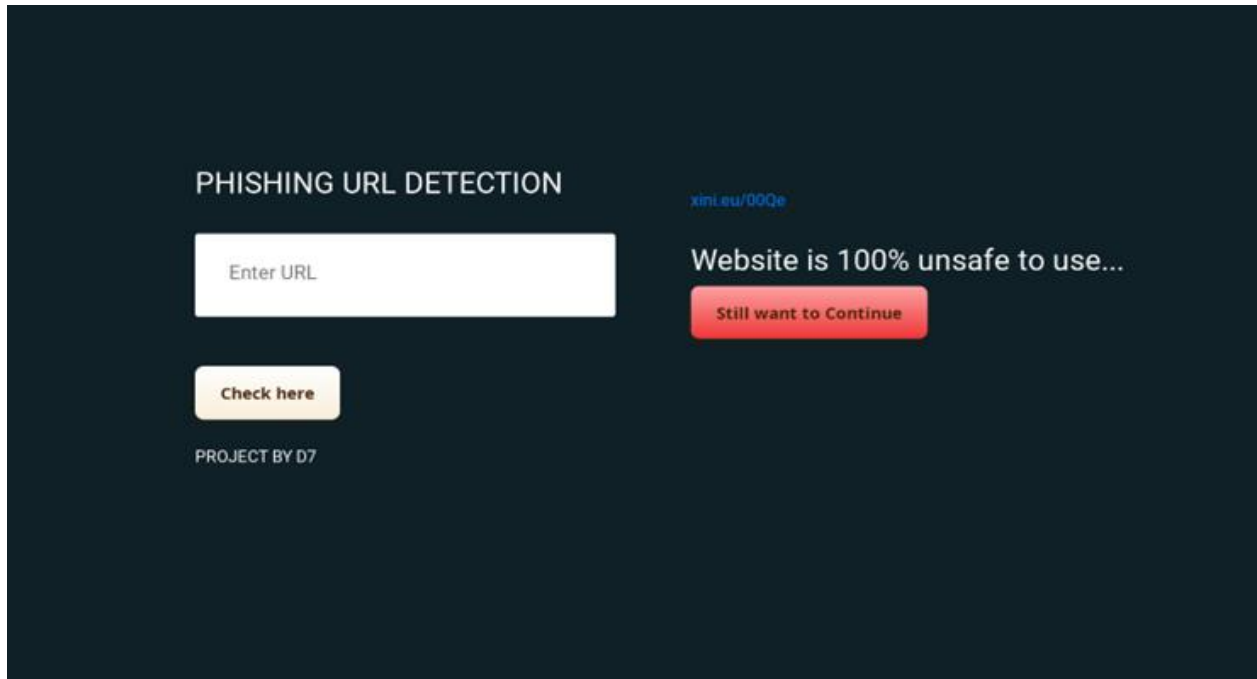 PHISHING URL DETECTION
Enter URL
Check here
PROJECT BY D7
xini.eu/00Qe
Website is 100% unsafe to use...
Still want to Continue